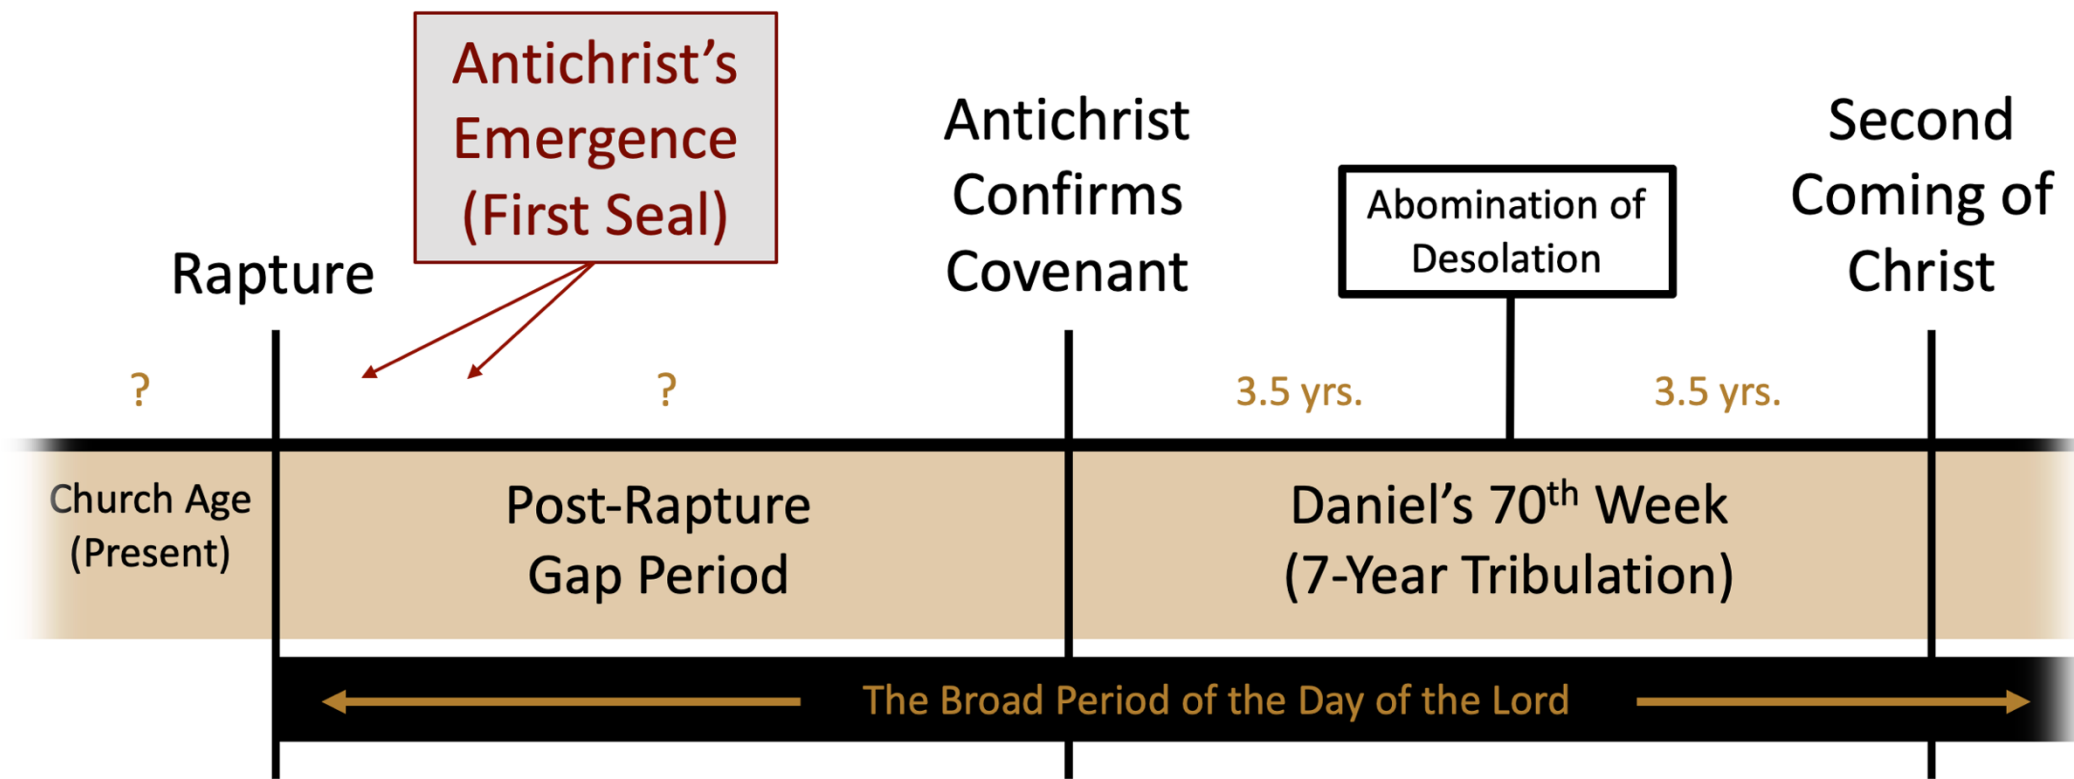 Antichrist’s
Emergence
(First Seal)
Rapture
Antichrist
Confirms
Covenant
Abomination of
Desolation
Second
Coming of
Christ
?
?
3.5 yrs.
3.5 yrs.
Church Age
(Present)
Post-Rapture
Gap Period
Daniel’s 70th Week
(7-Year Tribulation)
The Broad Period of the Day of the Lord